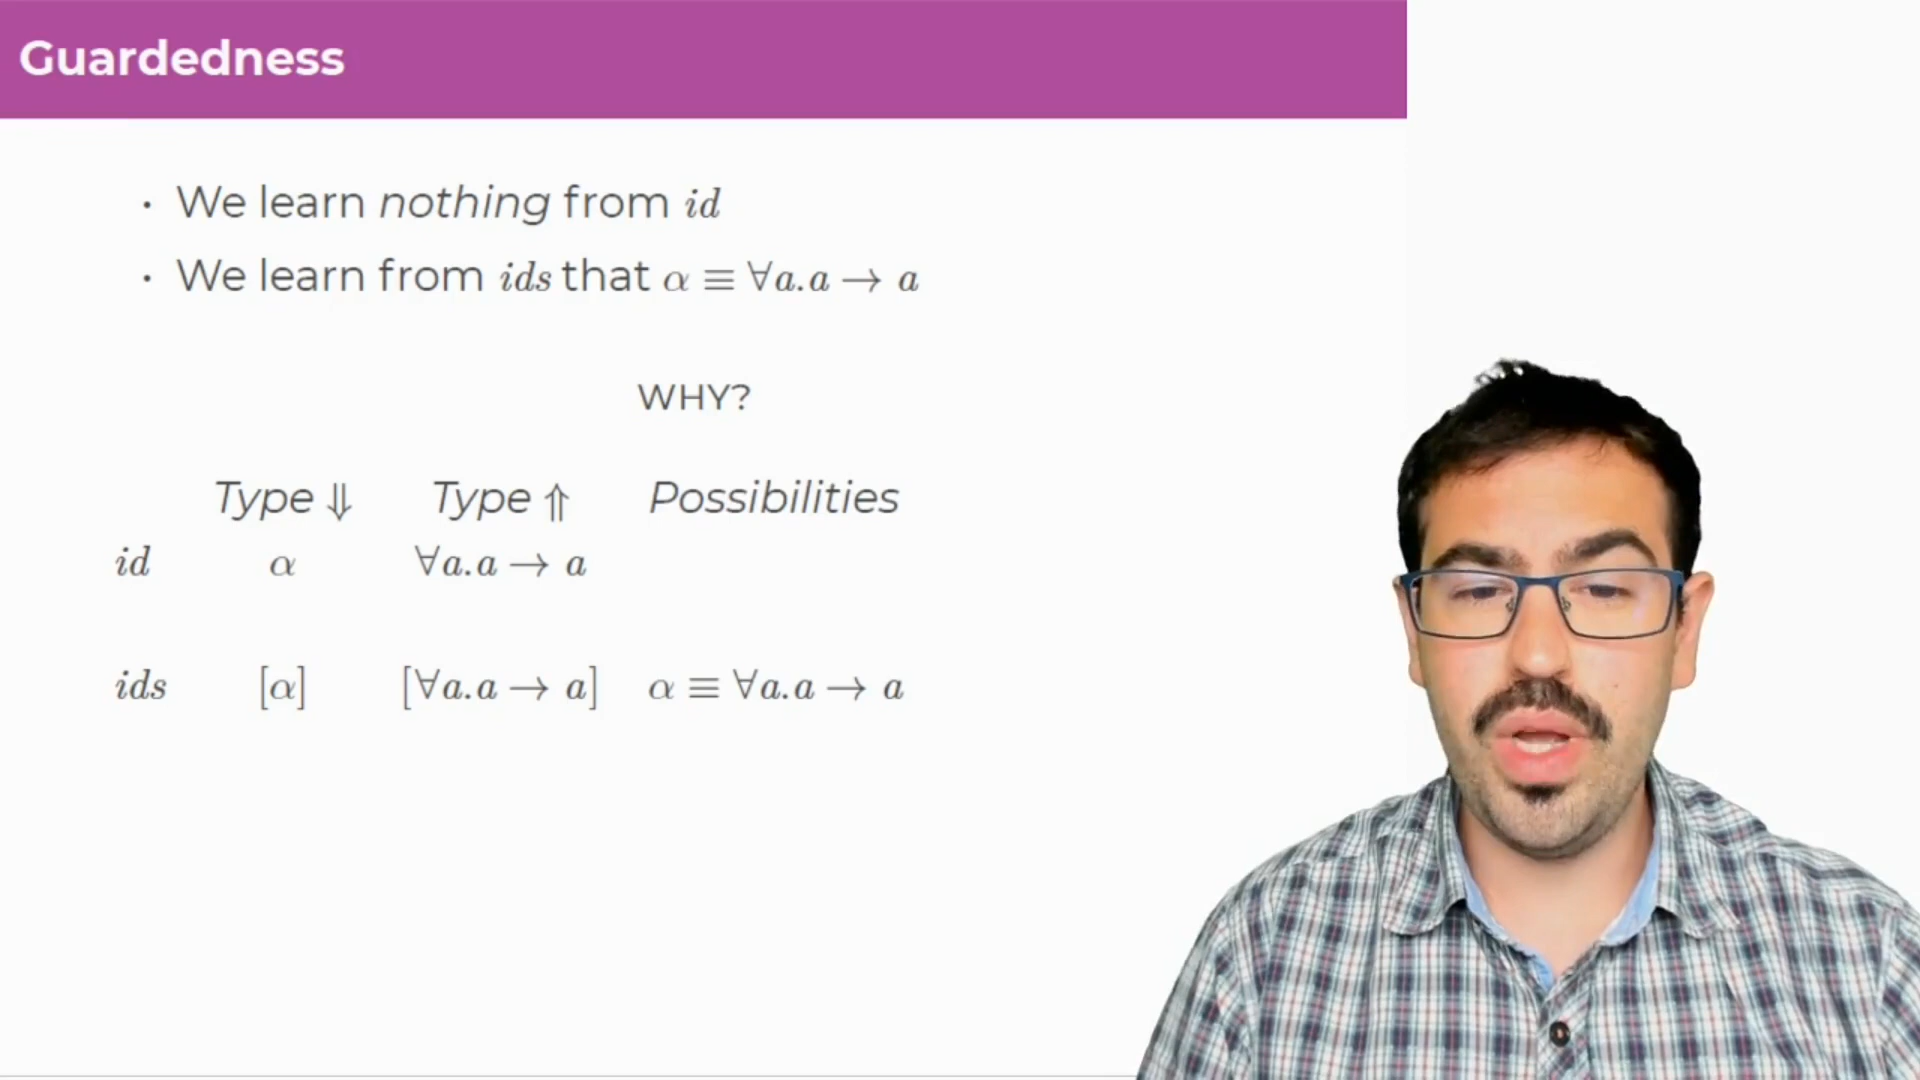 Guardedness
· We learn nothing from id
· We learn from ids that α ≡ ∀a.a → a
WHY?
Type ⇓ Type ⇑ Possibilities
id α ∀a.a → a
ids [α] [∀a.a → a] α ≡ ∀a.a → a